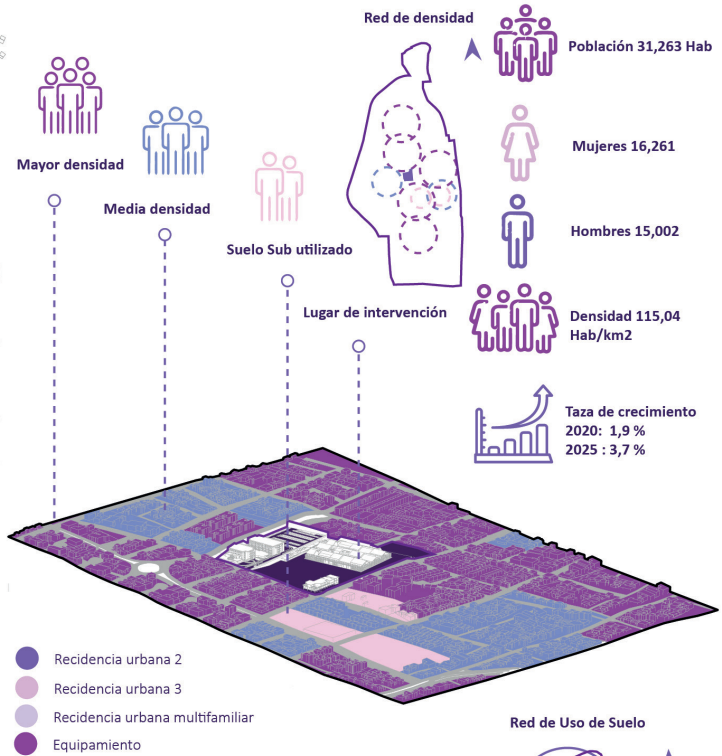 Red de densidad
Población 31,263 Hab
Mayor densidad
Media densidad
Mujeres 16,261
Suelo Sub utilizado
Hombres 15,002
Lugar de intervención
Densidad 115,04
Hab/km2
Taza de crecimiento
2020: 1,9 %
2025 : 3,7 %
Recidencia urbana 2
Recidencia urbana 3
Recidencia urbana multifamiliar
Equipamiento
Red de Uso de Suelo